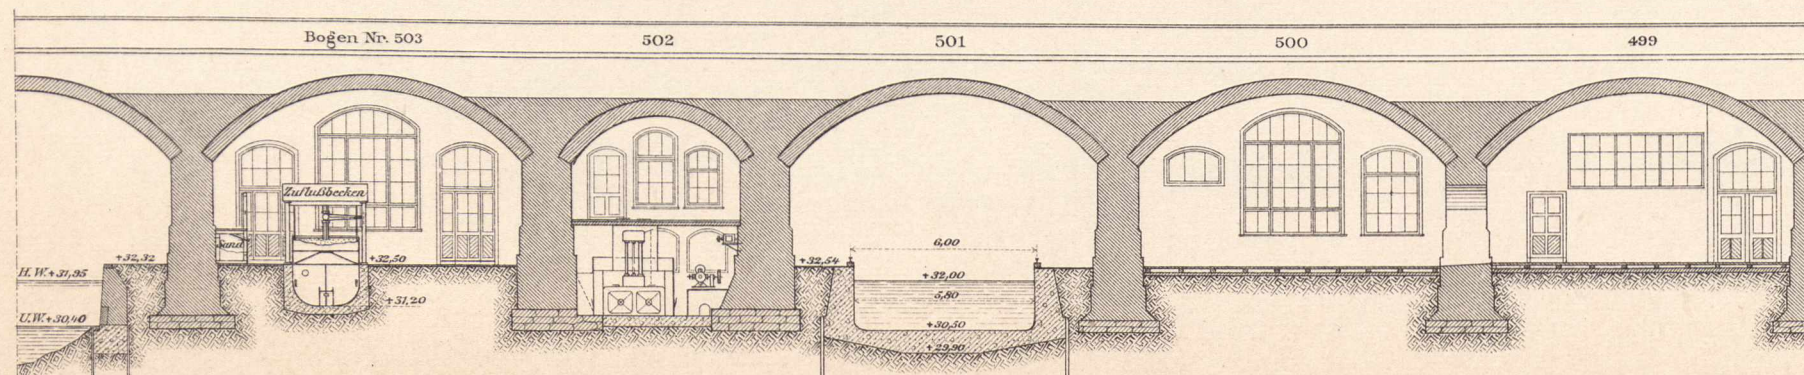 Bogen Nr. 503 502 501 500 499
Zuflußbecken
Sand
6,00
+32,32
+32,50
+32,54
H.W.+31,95
+32,00
+31,20
5,80
U.W.+30,40
+30,50
+29,90